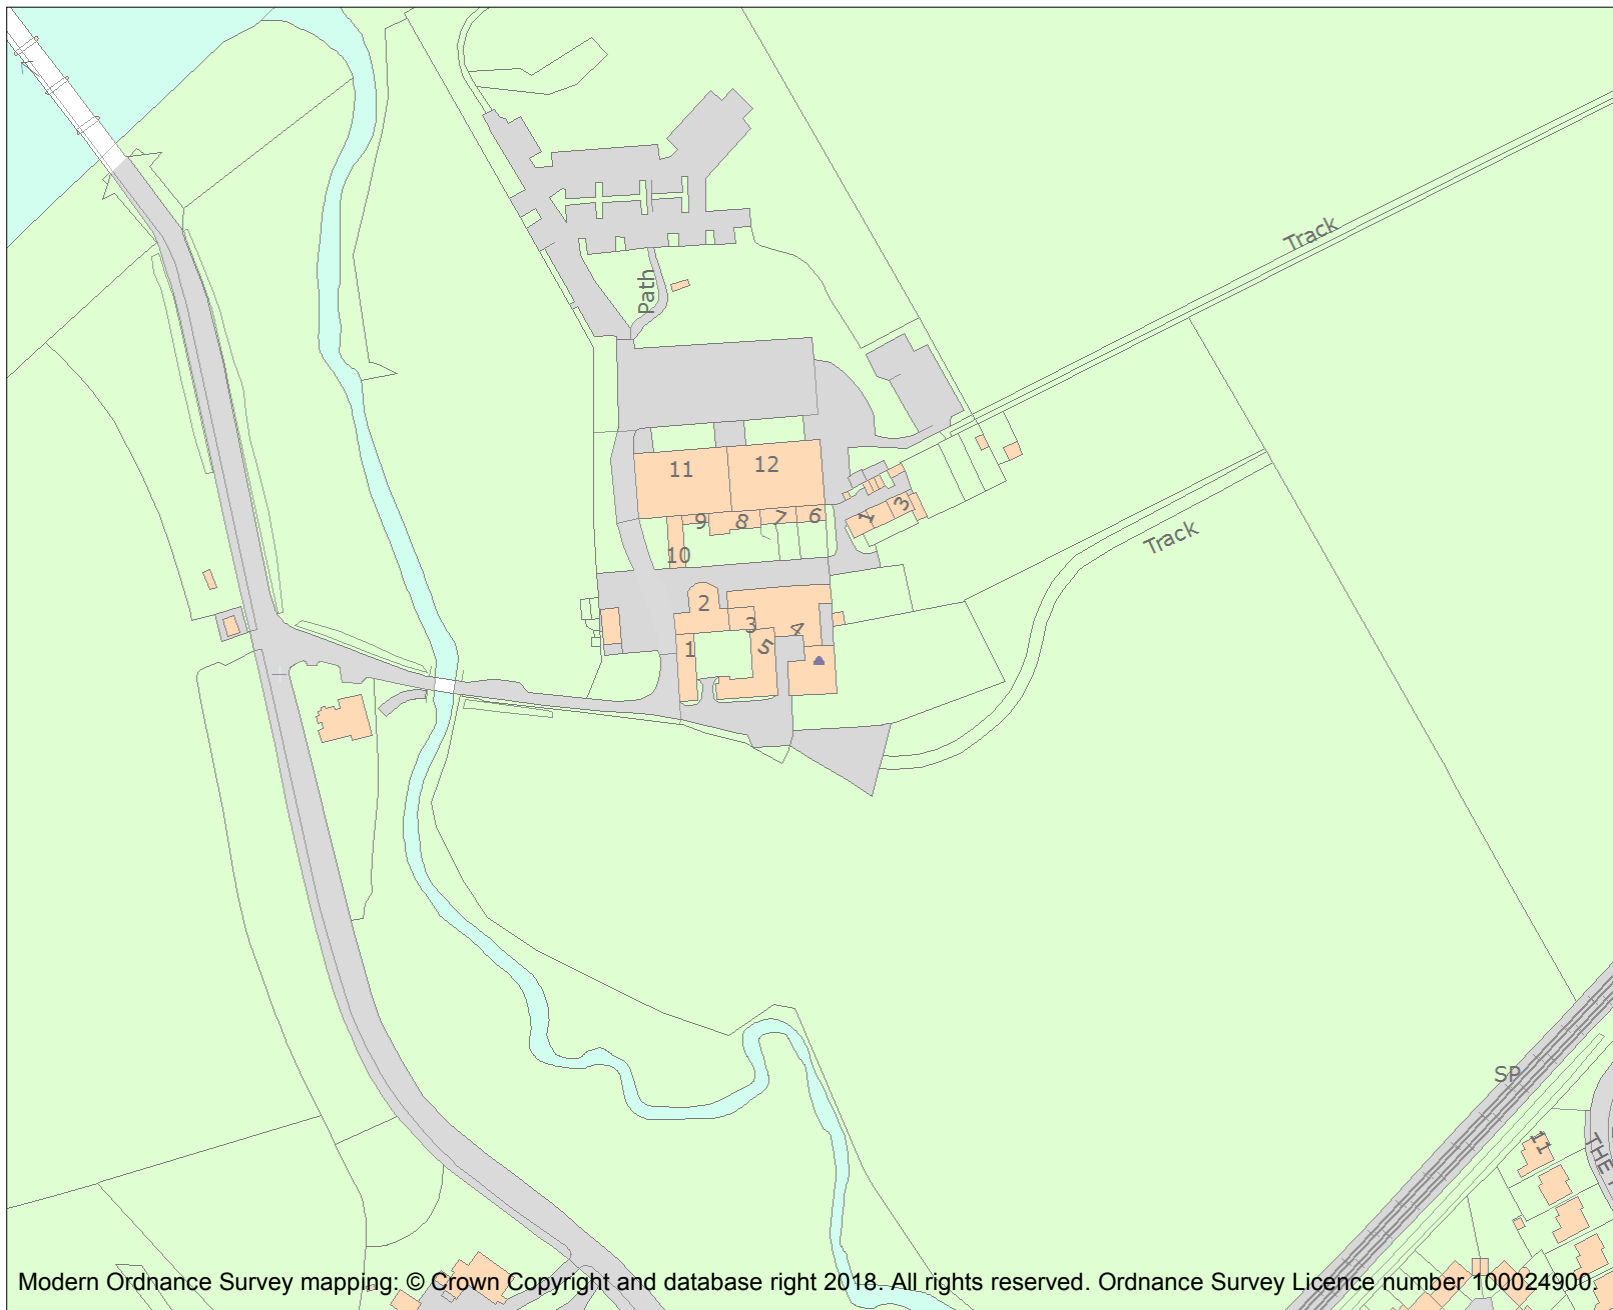 Track
Path
11
12
1
3
9
8
7
6
10
Track
2
3
4
1
5
SP
11
THE
Modern Ordnance Survey mapping: © Crown Copyright and database right 2018. All rights reserved. Ordnance Survey Licence number 100024900.